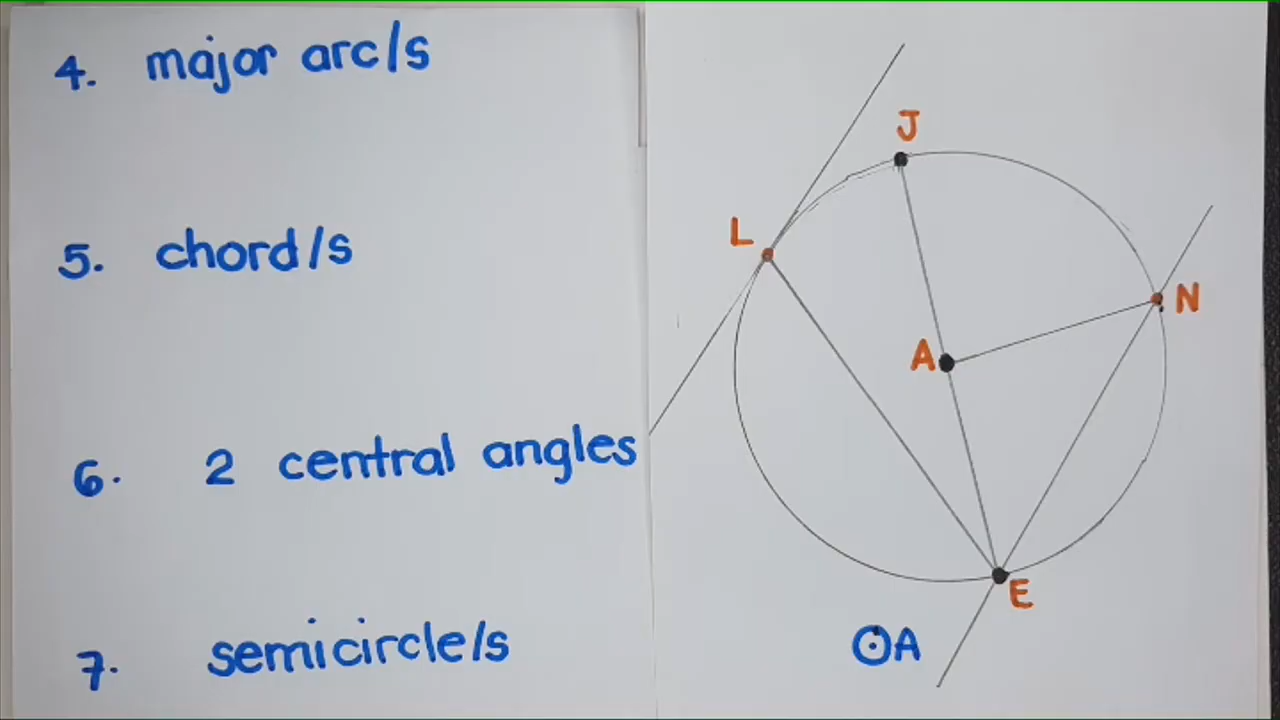 4. major arc/s
5. chord/s
6. 2 central angles
7. semicircle/s
J
L
N
A
E
⊙A